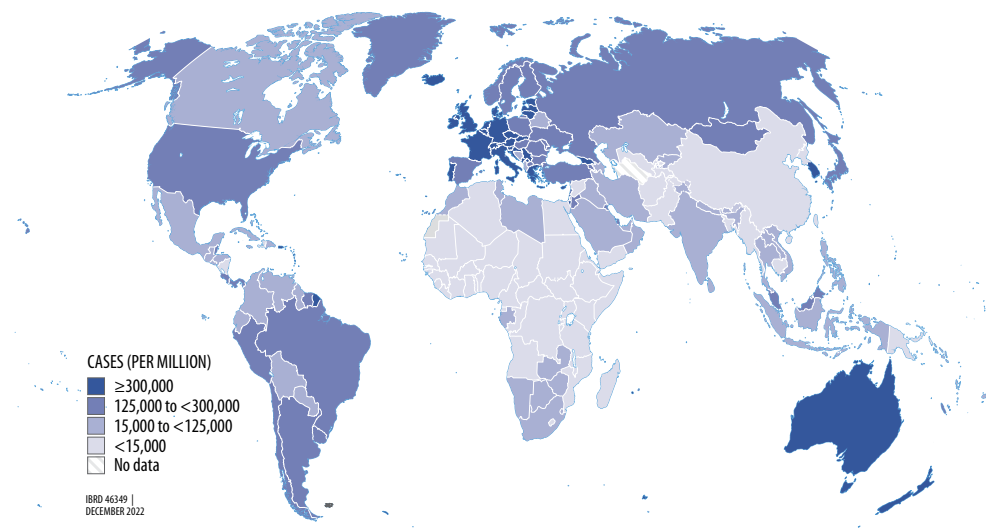 CASES (PER MILLION)
≥300,000
125,000 to <300,000
15,000 to <125,000
<15,000
No data
IBRD 46349 |
DECEMBER 2022